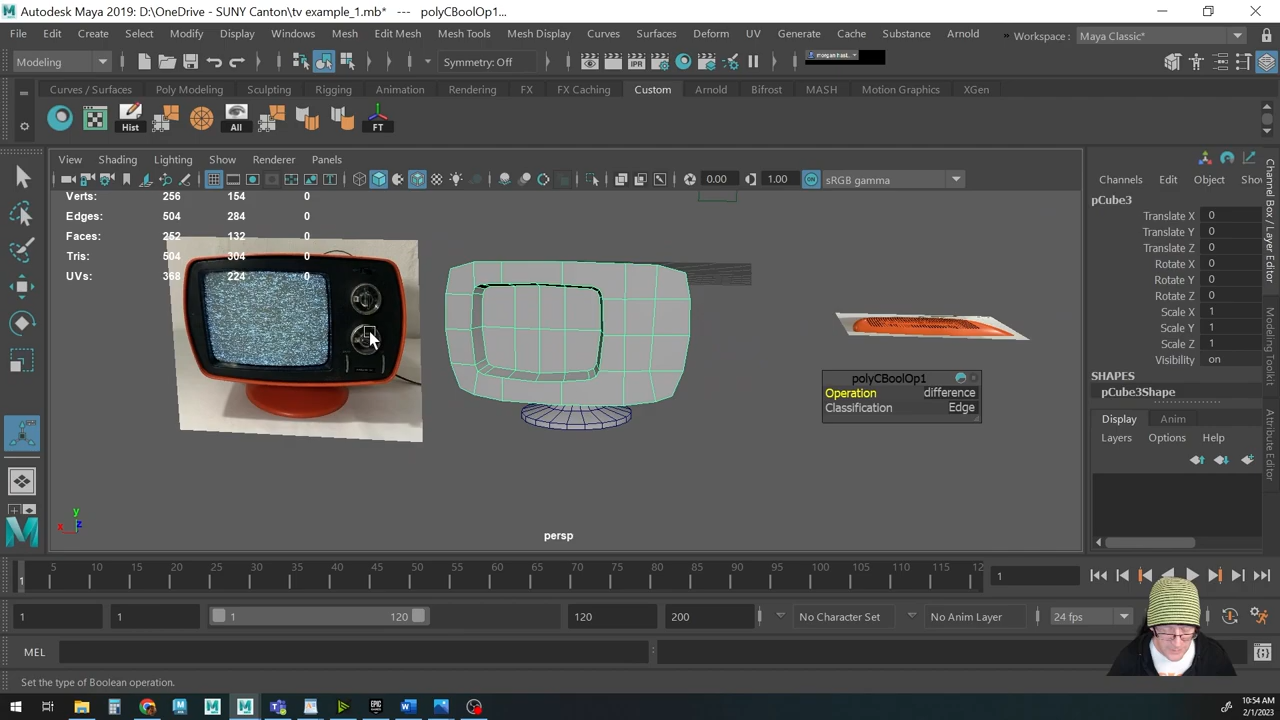 Autodesk Maya 2019: D:\OneDrive - SUNY Canton\tv example_1.mb* --- polyCBoolOp1...
File Edit Create Select Modify Display Windows Mesh Edit Mesh Mesh Tools Mesh Display Curves Surfaces Deform UV Generate Cache Substance Arnold » Workspace : Maya Classic*
Modeling Symmetry: Off
Curves / Surfaces Poly Modeling Sculpting Rigging Animation Rendering FX FX Caching Custom Arnold Bifrost MASH Motion Graphics XGen
Hist All FT
View Shading Lighting Show Renderer Panels
0.00 1.00 sRGB gamma
Channels Edit Object Show
Verts: 256 154 0
Edges: 504 284 0
Faces: 252 132 0
Tris: 504 304 0
UVs: 368 224 0
pCube3
Translate X 0
Translate Y 0
Translate Z 0
Rotate X 0
Rotate Y 0
Rotate Z 0
Scale X 1
Scale Y 1
Scale Z 1
Visibility on
SHAPES
pCube3Shape
Display Anim
Layers Options Help
Channel Box / Layer Editor
Modeling Toolkit
Attribute Editor
polyCBoolOp1
Operation difference
Classification Edge
y
x z
persp
1 5 10 15 20 25 30 35 40 45 50 55 60 65 70 75 80 85 90 95 100 105 110 115 12 1
1 1 1 120 120 200 No Character Set No Anim Layer 24 fps
MEL
Set the type of Boolean operation.
10:54 AM
2/1/2023